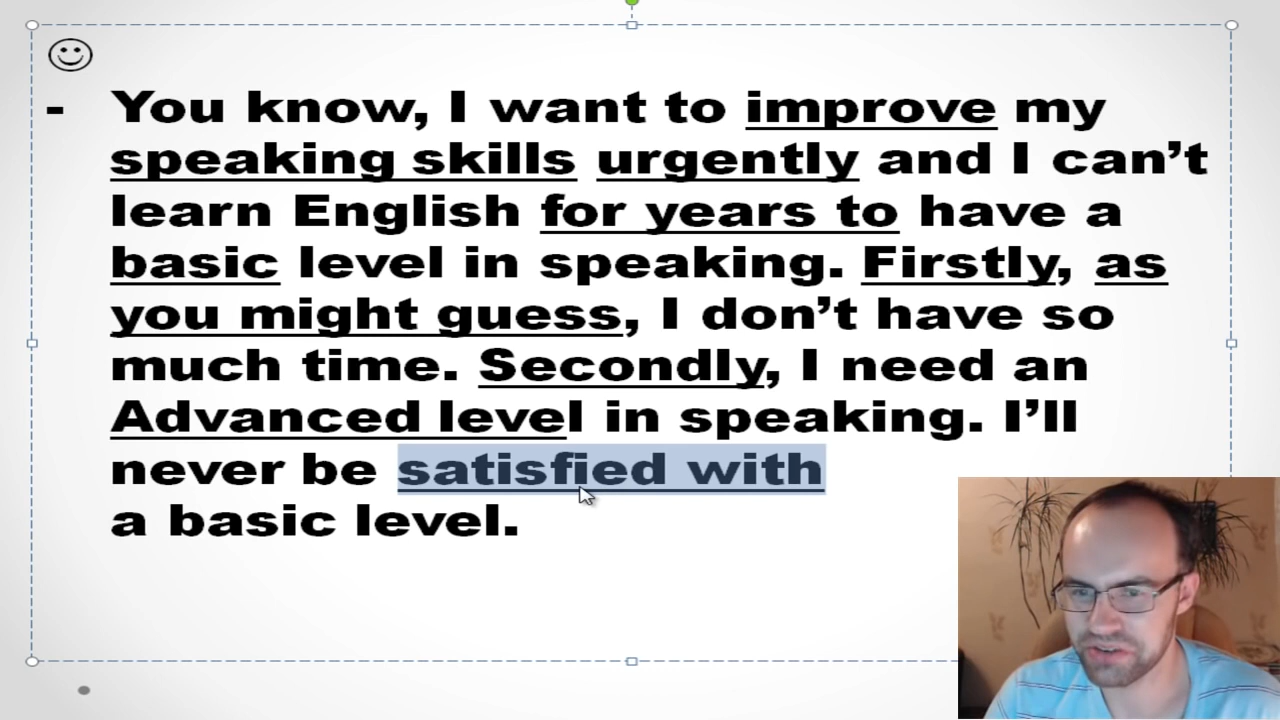 - You know, I want to improve my
speaking skills urgently and I can’t
learn English for years to have a
basic level in speaking. Firstly, as
you might guess, I don’t have so
much time. Secondly, I need an
Advanced level in speaking. I’ll
never be satisfied with
a basic level.